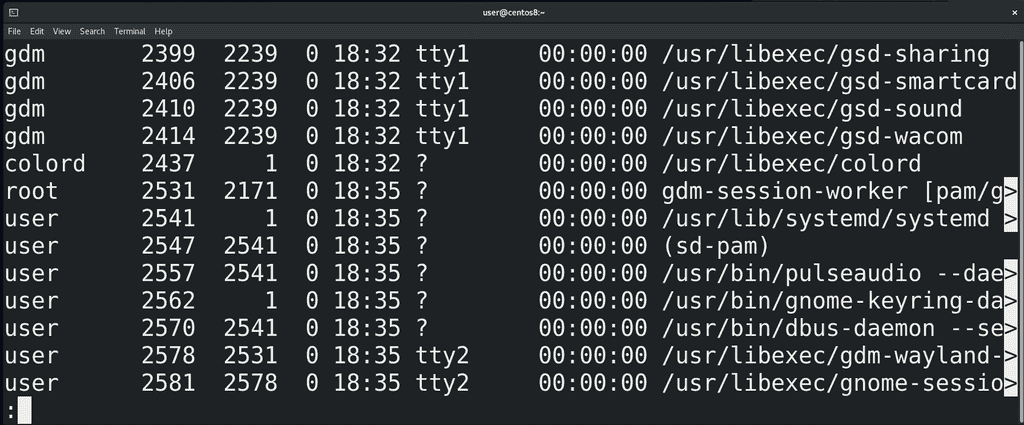 user@centos8:~
File Edit View Search Terminal Help
gdm 2399 2239 0 18:32 tty1 00:00:00 /usr/libexec/gsd-sharing
gdm 2406 2239 0 18:32 tty1 00:00:00 /usr/libexec/gsd-smartcard
gdm 2410 2239 0 18:32 tty1 00:00:00 /usr/libexec/gsd-sound
gdm 2414 2239 0 18:32 tty1 00:00:00 /usr/libexec/gsd-wacom
colord 2437 1 0 18:32 ? 00:00:00 /usr/libexec/colord
root 2531 2171 0 18:35 ? 00:00:00 gdm-session-worker [pam/g>
user 2541 1 0 18:35 ? 00:00:00 /usr/lib/systemd/systemd >
user 2547 2541 0 18:35 ? 00:00:00 (sd-pam)
user 2557 2541 0 18:35 ? 00:00:00 /usr/bin/pulseaudio --dae>
user 2562 1 0 18:35 ? 00:00:00 /usr/bin/gnome-keyring-da>
user 2570 2541 0 18:35 ? 00:00:00 /usr/bin/dbus-daemon --se>
user 2578 2531 0 18:35 tty2 00:00:00 /usr/libexec/gdm-wayland->
user 2581 2578 0 18:35 tty2 00:00:00 /usr/libexec/gnome-sessio>
: